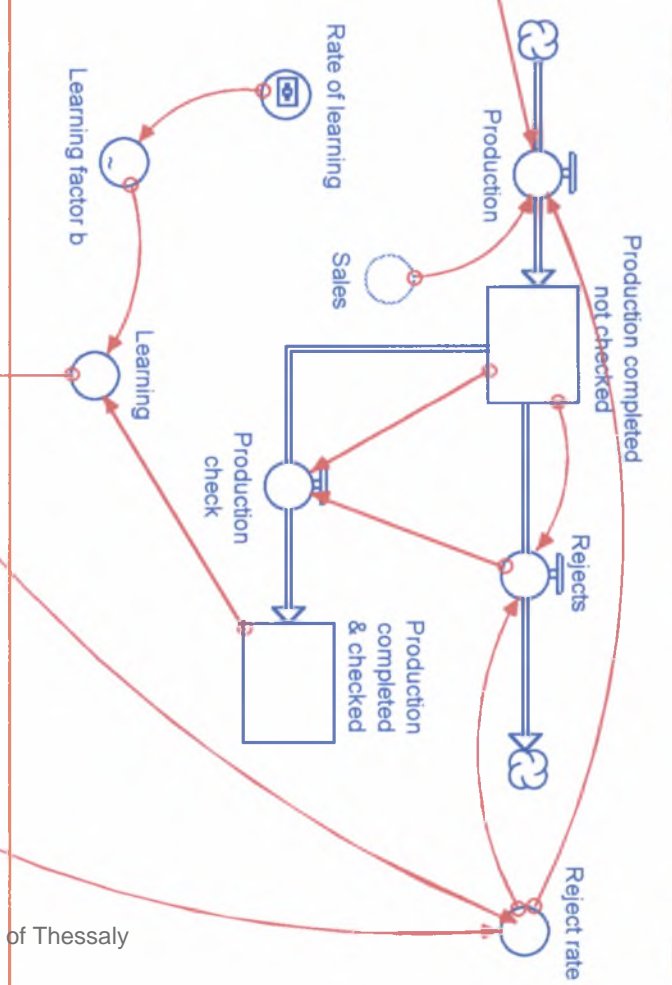 Rate of learning
Learning factor b
Production
Sales
Production completed
not checked
Learning
Production
check
Rejects
Production
completed
& checked
Reject rate
~
of Thessaly